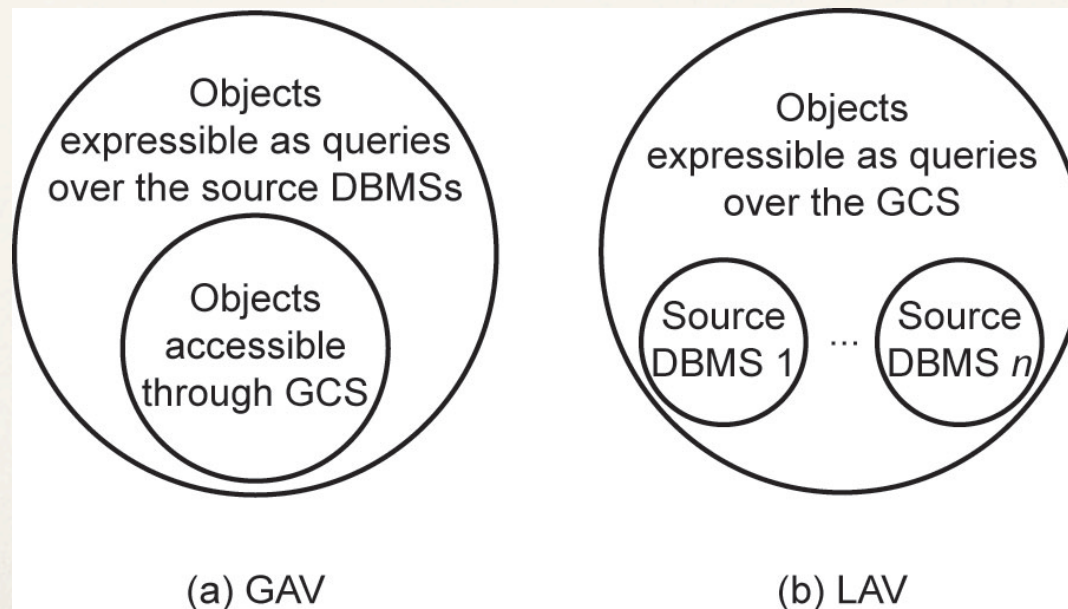 Objects
expressible as queries
over the source DBMSs
Objects
accessible
through GCS
(a) GAV
Objects
expressible as queries
over the GCS
Source
DBMS 1
...
Source
DBMS n
(b) LAV